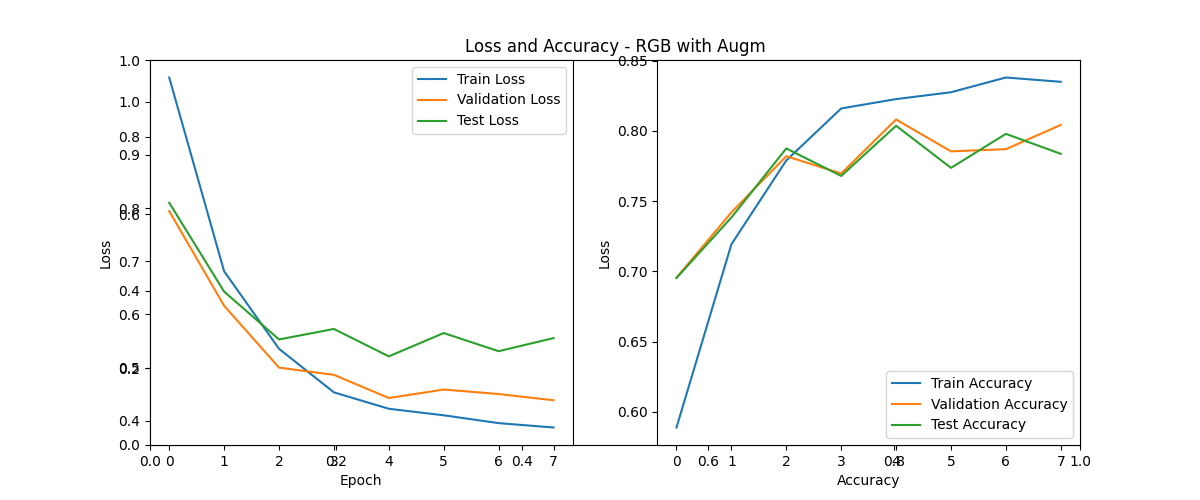 Loss and Accuracy - RGB with Augm
1.0
1.0
0.8
0.9
0.8
0.6
0.7
0.4
0.6
0.5
0.2
0.4
0.0
Loss
Train Loss
Validation Loss
Test Loss
0.0 0 1 2 3 0.2 4 5 6 0.4 7
Epoch
0.85
0.80
0.75
0.70
0.65
0.60
Loss
Train Accuracy
Validation Accuracy
Test Accuracy
0 0.6 1 2 3 4 0.8 5 6 7 1.0
Accuracy